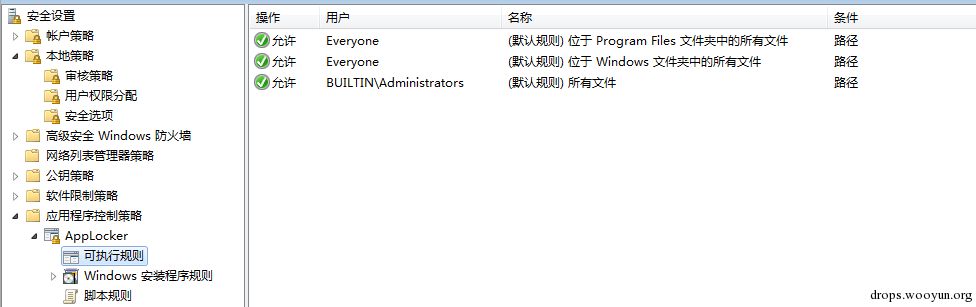 安全设置
帐户策略
本地策略
审核策略
用户权限分配
安全选项
高级安全 Windows 防火墙
网络列表管理器策略
公钥策略
软件限制策略
应用程序控制策略
AppLocker
可执行规则
Windows 安装程序规则
脚本规则
操作 用户 名称 条件
允许 Everyone (默认规则) 位于 Program Files 文件夹中的所有文件 路径
允许 Everyone (默认规则) 位于 Windows 文件夹中的所有文件 路径
允许 BUILTIN\Administrators (默认规则) 所有文件 路径
drops.wooyun.org